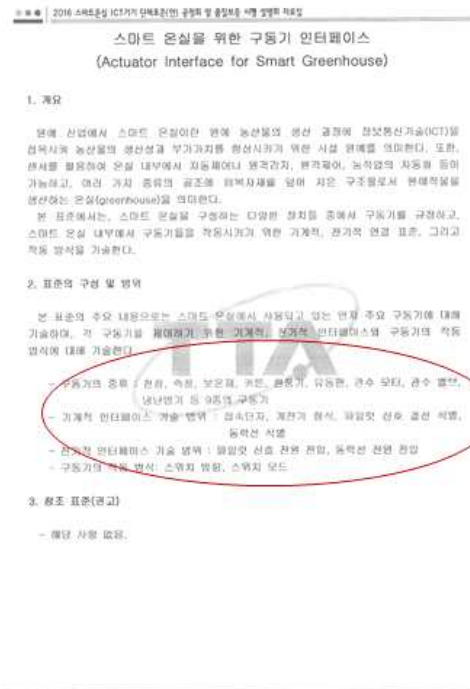 2016 스마트온실 ICT기기 단체표준(안) 공청회 및 품질보증 시행 설명회 자료집
스마트 온실을 위한 구동기 인터페이스
(Actuator Interface for Smart Greenhouse)
1. 개요
원예 산업에서 스마트 온실이란 원예 농산물의 생산 과정에 정보통신기술(ICT)을
접목시켜 농산물의 생산성과 부가가치를 향상시키기 위한 시설 원예를 의미한다. 또한,
센서를 활용하여 온실 내부에서 자동제어나 원격감지, 원격제어, 농작업의 자동화 등이
가능하고, 여러 가지 종류의 골조에 피복자재를 덮어 지은 구조물로서 원예작물을
생산하는 온실(greenhouse)을 의미한다.
본 표준에서는, 스마트 온실을 구성하는 다양한 장치들 중에서 구동기를 규정하고,
스마트 온실 내부에서 구동기들을 작동시키기 위한 기계적, 전기적 연결 표준, 그리고
작동 방식을 기술한다.
2. 표준의 구성 및 범위
본 표준의 주요 내용으로는 스마트 온실에서 사용되고 있는 먼저 주요 구동기에 대해
기술하며, 각 구동기를 제어하기 위한 기계적, 전기적 인터페이스와 구동기의 작동
방식에 대해 기술한다.
TTA
- 구동기의 종류 : 천창, 측창, 보온재, 커튼, 환풍기, 유동팬, 관수 모터, 관수 밸브,
냉난방기 등 9종의 구동기
- 기계적 인터페이스 기술 범위 : 접속단자, 계전기 형식, 파일럿 신호 결선 식별,
동력선 식별
- 전기적 인터페이스 기술 범위 : 파일럿 신호 전원 전압, 동력선 전원 전압
- 구동기의 작동 방식: 스위치 방향, 스위치 모드
3. 참조 표준(권고)
- 해당 사항 없음.